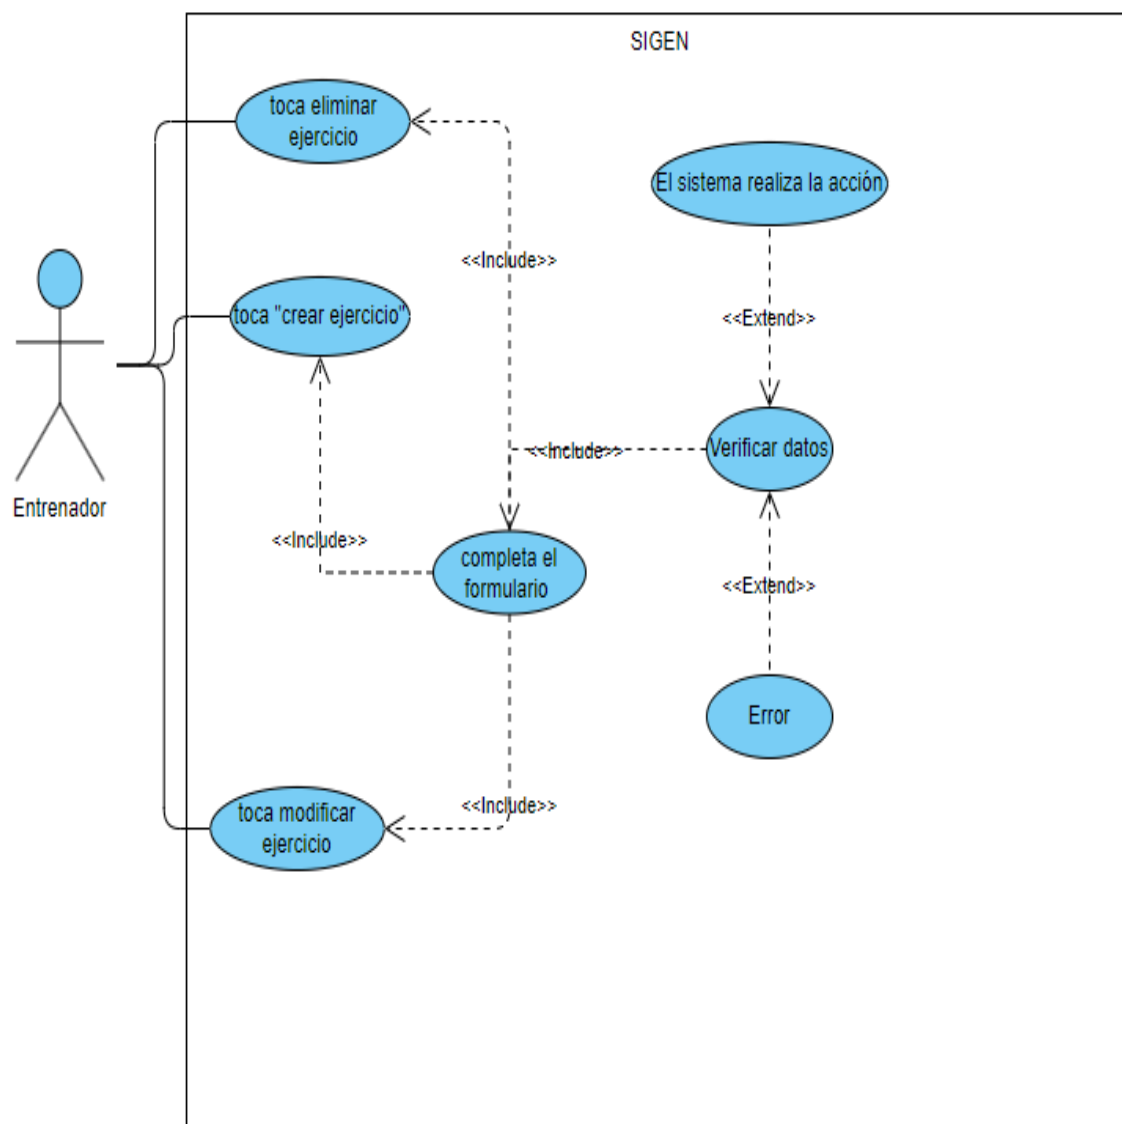 SIGEN
toca eliminar
ejercicio
El sistema realiza la acción
<<Include>>
toca "crear ejercicio"
<<Extend>>
Verificar datos
<<Include>>
Entrenador
<<Include>>
completa el
formulario
<<Extend>>
Error
toca modificar
ejercicio
<<Include>>